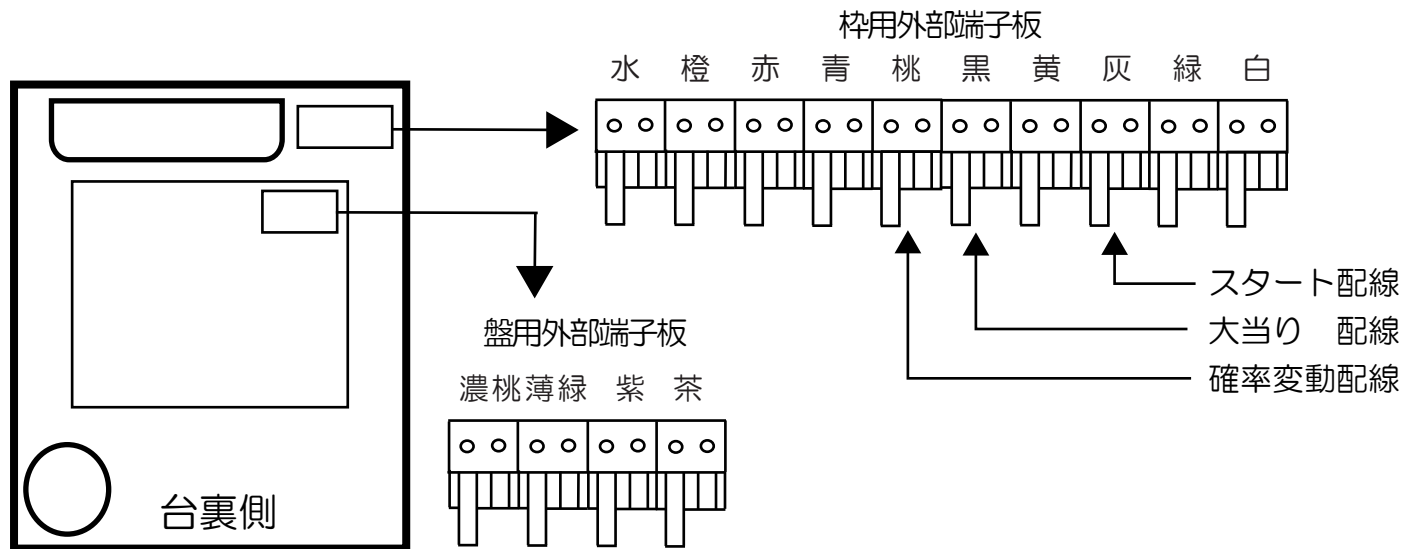 枠用外部端子板
水 橙 赤 青 桃 黒 黄 灰 緑 白
スタート配線
大当り 配線
確率変動配線
盤用外部端子板
濃桃 薄緑 紫 茶
台裏側